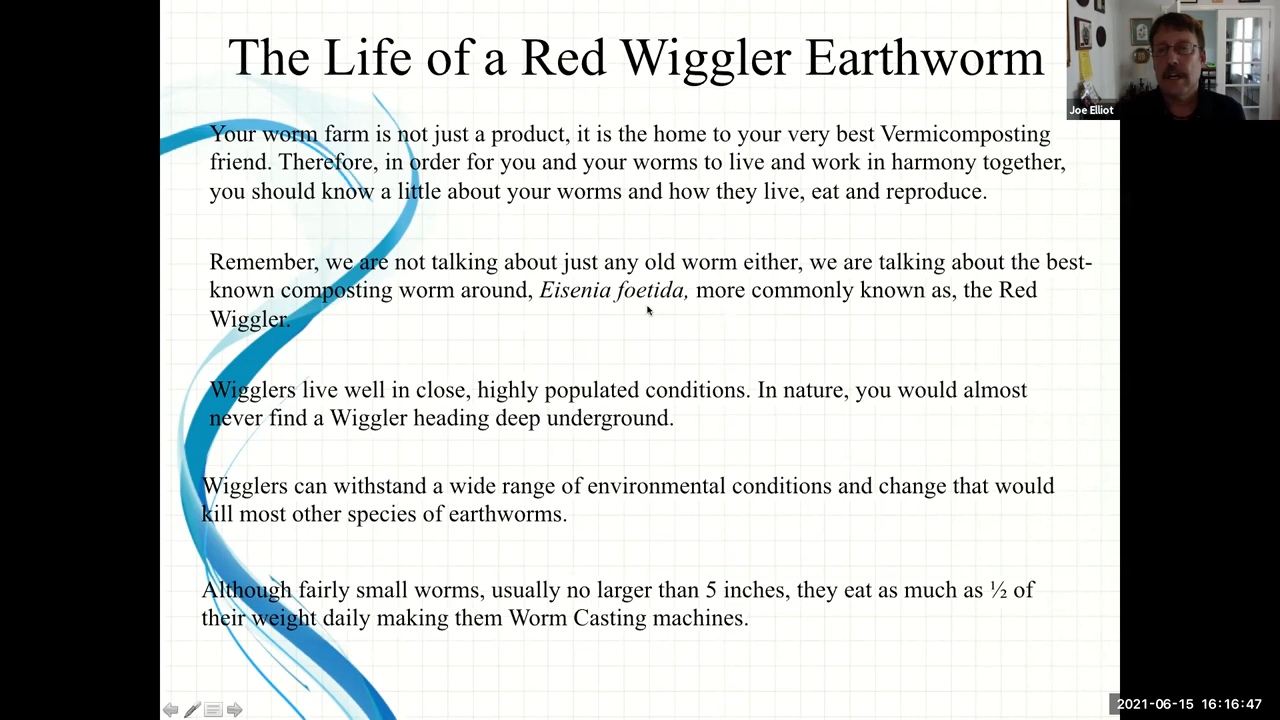 The Life of a Red Wiggler Earthworm
Joe Elliot
Your worm farm is not just a product, it is the home to your very best Vermicomposting
friend. Therefore, in order for you and your worms to live and work in harmony together,
you should know a little about your worms and how they live, eat and reproduce.
Remember, we are not talking about just any old worm either, we are talking about the best-
known composting worm around, Eisenia foetida, more commonly known as, the Red
Wiggler.
Wigglers live well in close, highly populated conditions. In nature, you would almost
never find a Wiggler heading deep underground.
Wigglers can withstand a wide range of environmental conditions and change that would
kill most other species of earthworms.
Although fairly small worms, usually no larger than 5 inches, they eat as much as ½ of
their weight daily making them Worm Casting machines.
2021-06-15 16:16:47